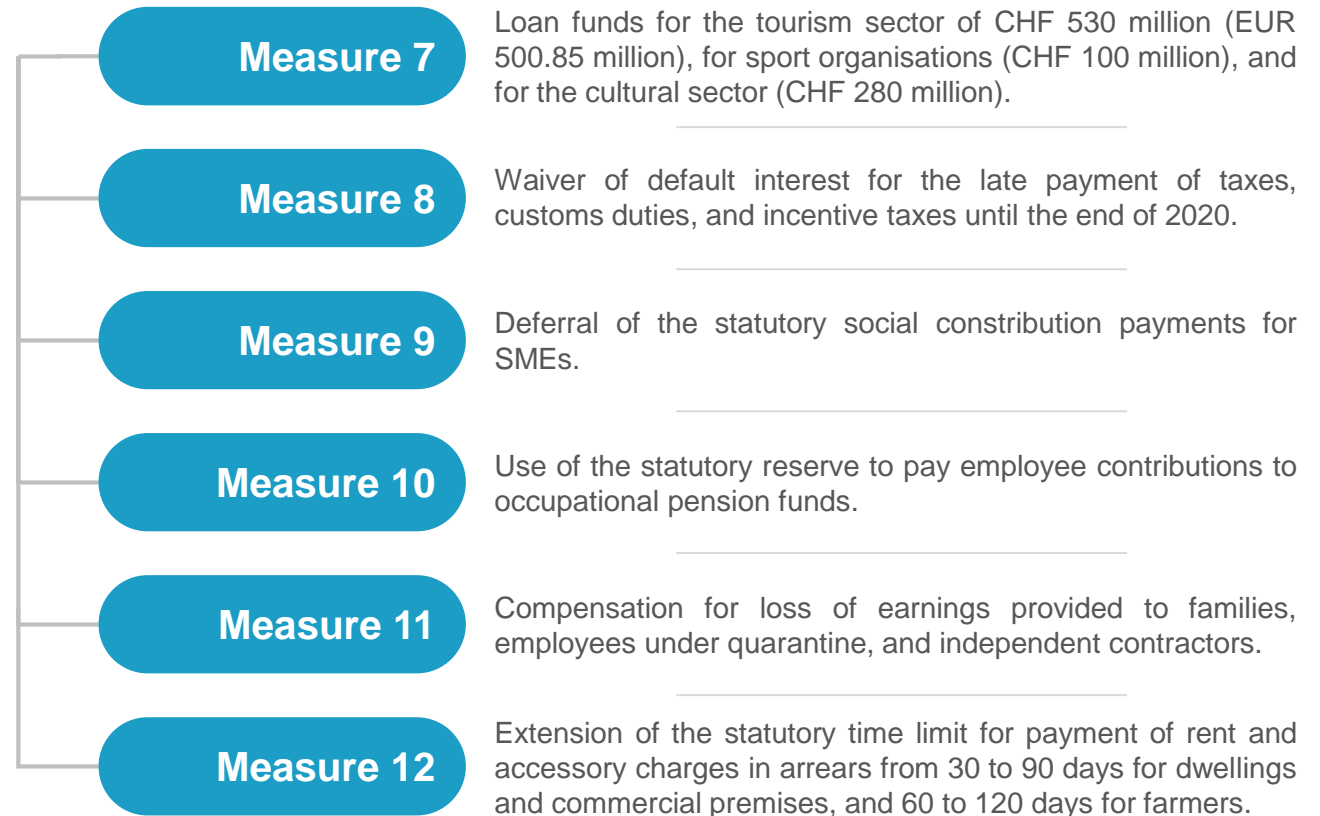 Measure 7
Loan funds for the tourism sector of CHF 530 million (EUR
500.85 million), for sport organisations (CHF 100 million), and
for the cultural sector (CHF 280 million).
Measure 8
Waiver of default interest for the late payment of taxes,
customs duties, and incentive taxes until the end of 2020.
Measure 9
Deferral of the statutory social constribution payments for
SMEs.
Measure 10
Use of the statutory reserve to pay employee contributions to
occupational pension funds.
Measure 11
Compensation for loss of earnings provided to families,
employees under quarantine, and independent contractors.
Measure 12
Extension of the statutory time limit for payment of rent and
accessory charges in arrears from 30 to 90 days for dwellings
and commercial premises, and 60 to 120 days for farmers.